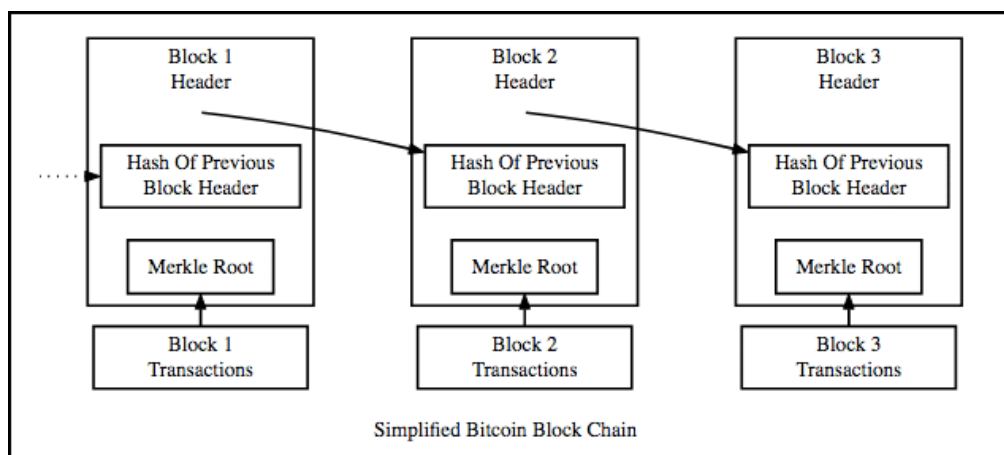 Block 1
Header
Hash Of Previous
Block Header
Merkle Root
Block 1
Transactions
Block 2
Header
Hash Of Previous
Block Header
Merkle Root
Block 2
Transactions
Block 3
Header
Hash Of Previous
Block Header
Merkle Root
Block 3
Transactions
Simplified Bitcoin Block Chain